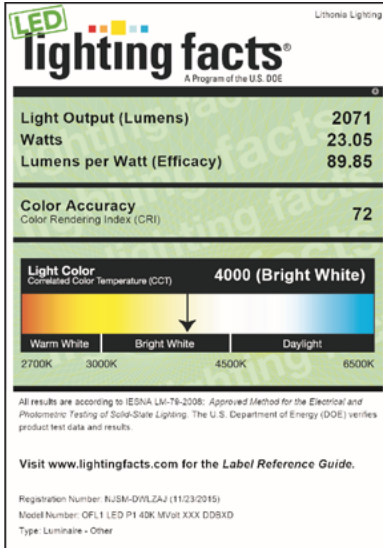 Lithonia Lighting
LED
lighting facts®
A Program of the U.S. DOE
Light Output (Lumens) 2071
Watts 23.05
Lumens per Watt (Efficacy) 89.85
Color Accuracy
Color Rendering Index (CRI) 72
Light Color
Correlated Color Temperature (CCT) 4000 (Bright White)
Warm White Bright White Daylight
2700K 3000K 4500K 6500K
All results are according to IESNA LM-79-2008: Approved Method for the Electrical and
Photometric Testing of Solid-State Lighting. The U.S. Department of Energy (DOE) verifies
product test data and results.
Visit www.lightingfacts.com for the Label Reference Guide.
Registration Number: NJSM-DWLZAJ (11/23/2015)
Model Number: OFL1 LED P1 40K MVolt XXX DDBXD
Type: Luminaire - Other